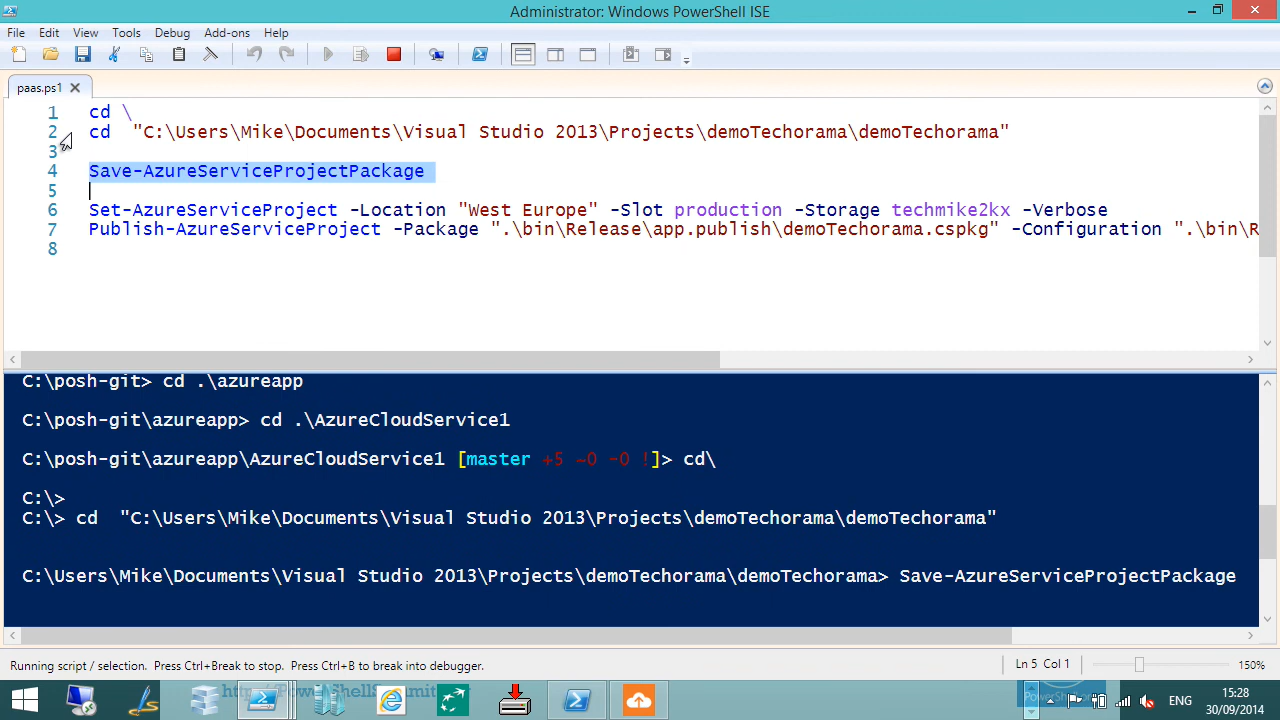 Administrator: Windows PowerShell ISE
File Edit View Tools Debug Add-ons Help
paas.ps1
1 cd \
2 cd "C:\Users\Mike\Documents\Visual Studio 2013\Projects\demoTechorama\demoTechorama"
3
4 Save-AzureServiceProjectPackage
5
6 Set-AzureServiceProject -Location "West Europe" -Slot production -Storage techmike2kx -Verbose
7 Publish-AzureServiceProject -Package ".\bin\Release\app.publish\demoTechorama.cspkg" -Configuration ".\bin\R
8
C:\posh-git> cd .\azureapp
C:\posh-git\azureapp> cd .\AzureCloudService1
C:\posh-git\azureapp\AzureCloudService1 [master +5 ~0 -0 !]> cd\
C:\>
C:\> cd "C:\Users\Mike\Documents\Visual Studio 2013\Projects\demoTechorama\demoTechorama"
C:\Users\Mike\Documents\Visual Studio 2013\Projects\demoTechorama\demoTechorama> Save-AzureServiceProjectPackage
Running script / selection. Press Ctrl+Break to stop. Press Ctrl+B to break into debugger.
Ln 5 Col 1
150%
ENG
15:28
30/09/2014